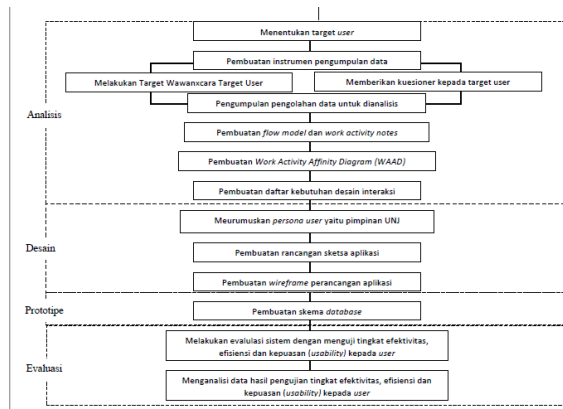 Menentukan target user
Pembuatan instrumen pengumpulan data
Melakukan Target Wawanxcara Target User
Memberikan kuesioner kepada target user
Pengumpulan pengolahan data untuk dianalisis
Analisis
Pembuatan flow model dan work activity notes
Pembuatan Work Activity Affinity Diagram (WAAD)
Pembuatan daftar kebutuhan desain interaksi
Meurumuskan persona user yaitu pimpinan UNJ
Desain
Pembuatan rancangan sketsa aplikasi
Pembuatan wireframe perancangan aplikasi
Prototipe
Pembuatan skema database
Melakukan evalulasi sistem dengan menguji tingkat efektivitas,
efisiensi dan kepuasan (usability) kepada user
Evaluasi
Menganalisi data hasil pengujian tingkat efektivitas, efisiensi dan
kepuasan (usability) kepada user